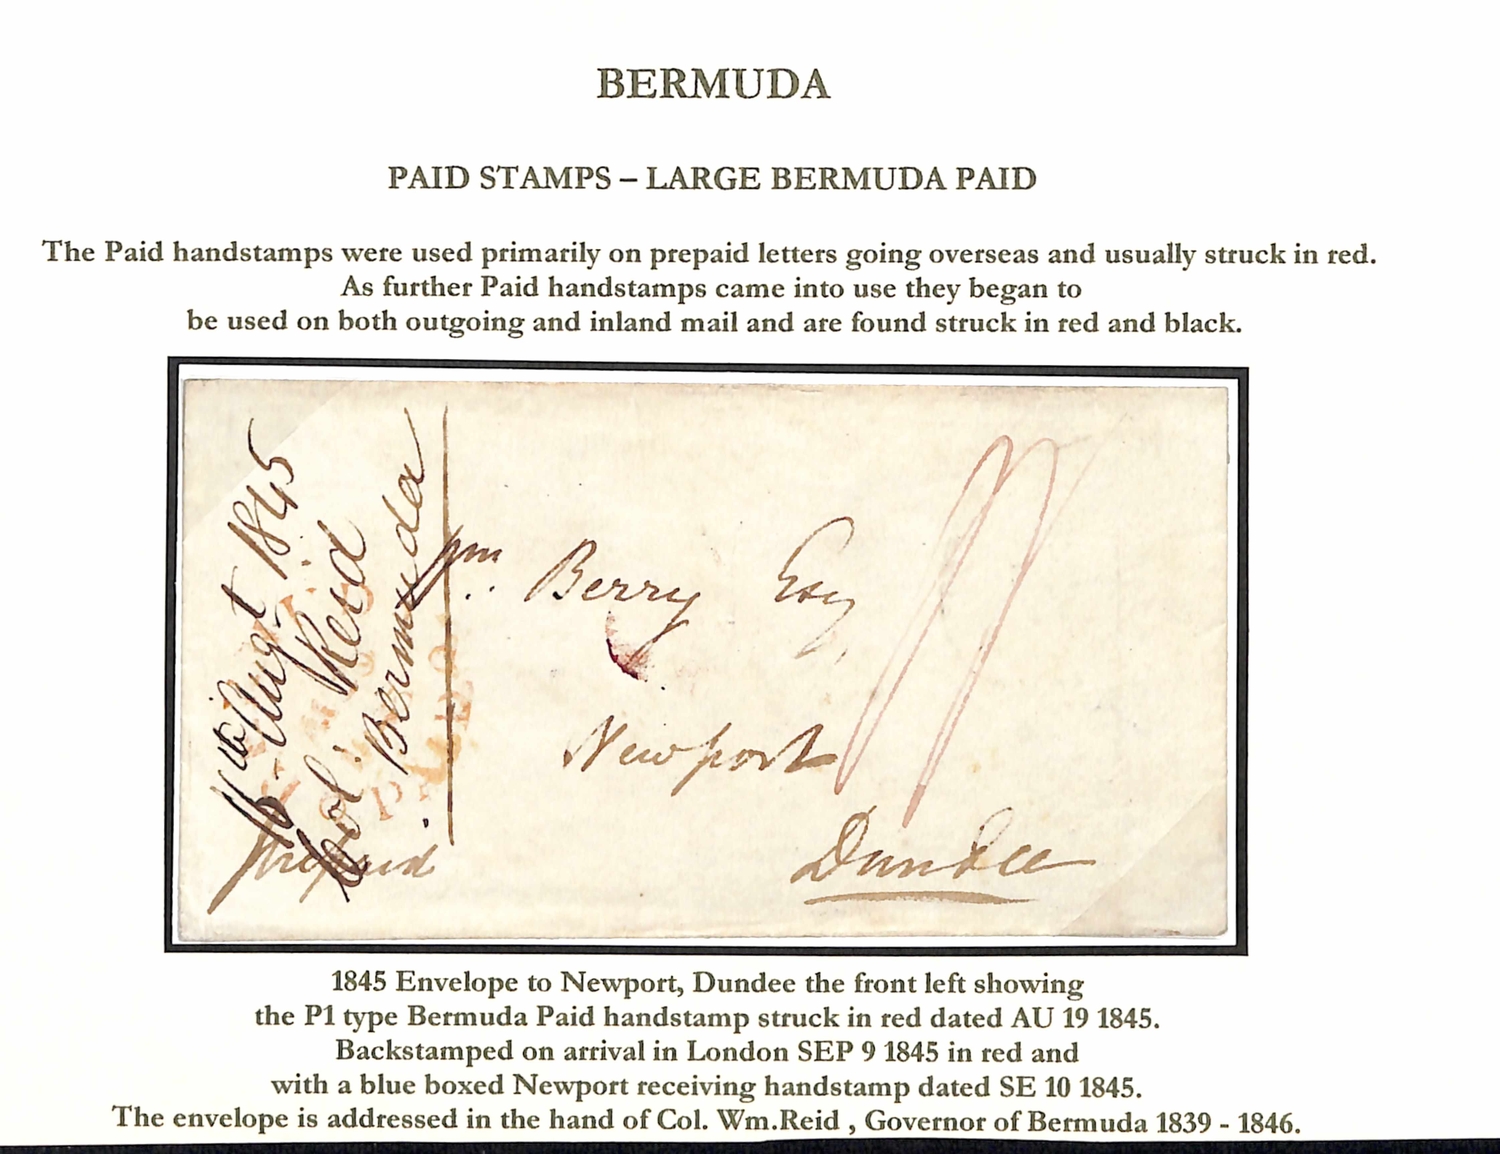 BERMUDA
PAID STAMPS – LARGE BERMUDA PAID
The Paid handstamps were used primarily on prepaid letters going overseas and usually struck in red.
As further Paid handstamps came into use they began to
be used on both outgoing and inland mail and are found struck in red and black.
Augt 1845
Col Reid
Bermuda
Prepaid
Wm Berry Esq
Newport
Dundee
1845 Envelope to Newport, Dundee the front left showing
the P1 type Bermuda Paid handstamp struck in red dated AU 19 1845.
Backstamped on arrival in London SEP 9 1845 in red and
with a blue boxed Newport receiving handstamp dated SE 10 1845.
The envelope is addressed in the hand of Col. Wm.Reid , Governor of Bermuda 1839 - 1846.